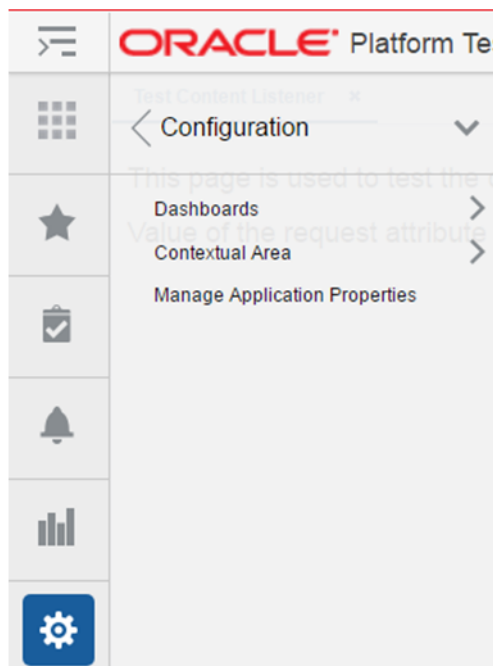 ORACLE Platform Te
Test Content Listener ×
Configuration
This page is used to test the
Dashboards
Value of the request attribute
Contextual Area
Manage Application Properties